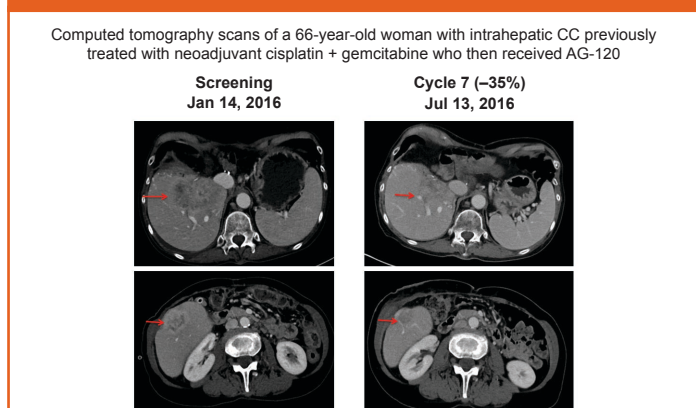 Computed tomography scans of a 66-year-old woman with intrahepatic CC previously
treated with neoadjuvant cisplatin + gemcitabine who then received AG-120
Screening
Jan 14, 2016
Cycle 7 (–35%)
Jul 13, 2016